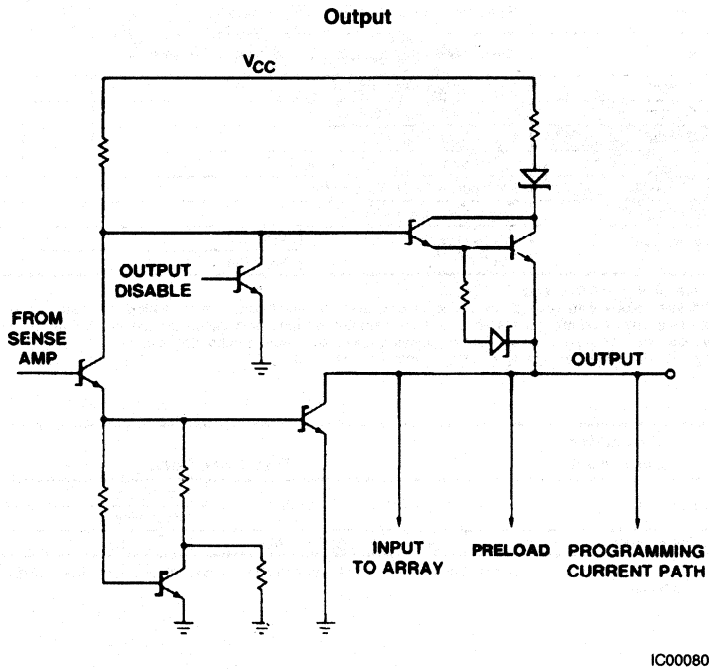 Output
VCC
OUTPUT
DISABLE
FROM
SENSE
AMP
OUTPUT
INPUT
TO ARRAY
PRELOAD
PROGRAMMING
CURRENT PATH
IC00080